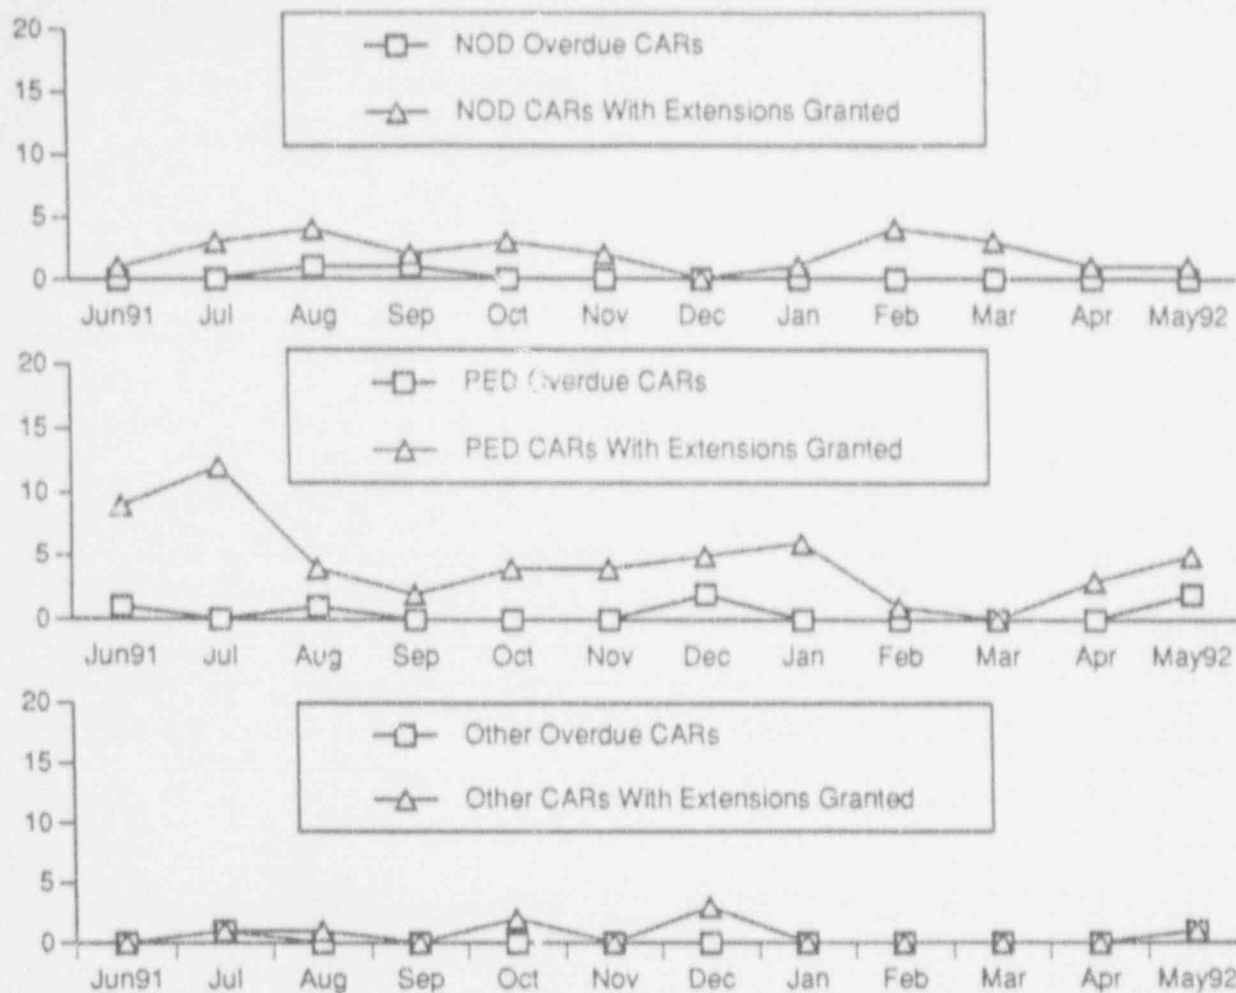 20
NOD Overdue CARs
15
NOD CARs With Extensions Granted
10
5
0
Jun91 Jul Aug Sep Oct Nov Dec Jan Feb Mar Apr May92
20
PED Overdue CARs
15
PED CARs With Extensions Granted
10
5
0
Jun91 Jul Aug Sep Oct Nov Dec Jan Feb Mar Apr May92
20
Other Overdue CARs
15
Other CARs With Extensions Granted
10
5
0
Jun91 Jul Aug Sep Oct Nov Dec Jan Feb Mar Apr May92